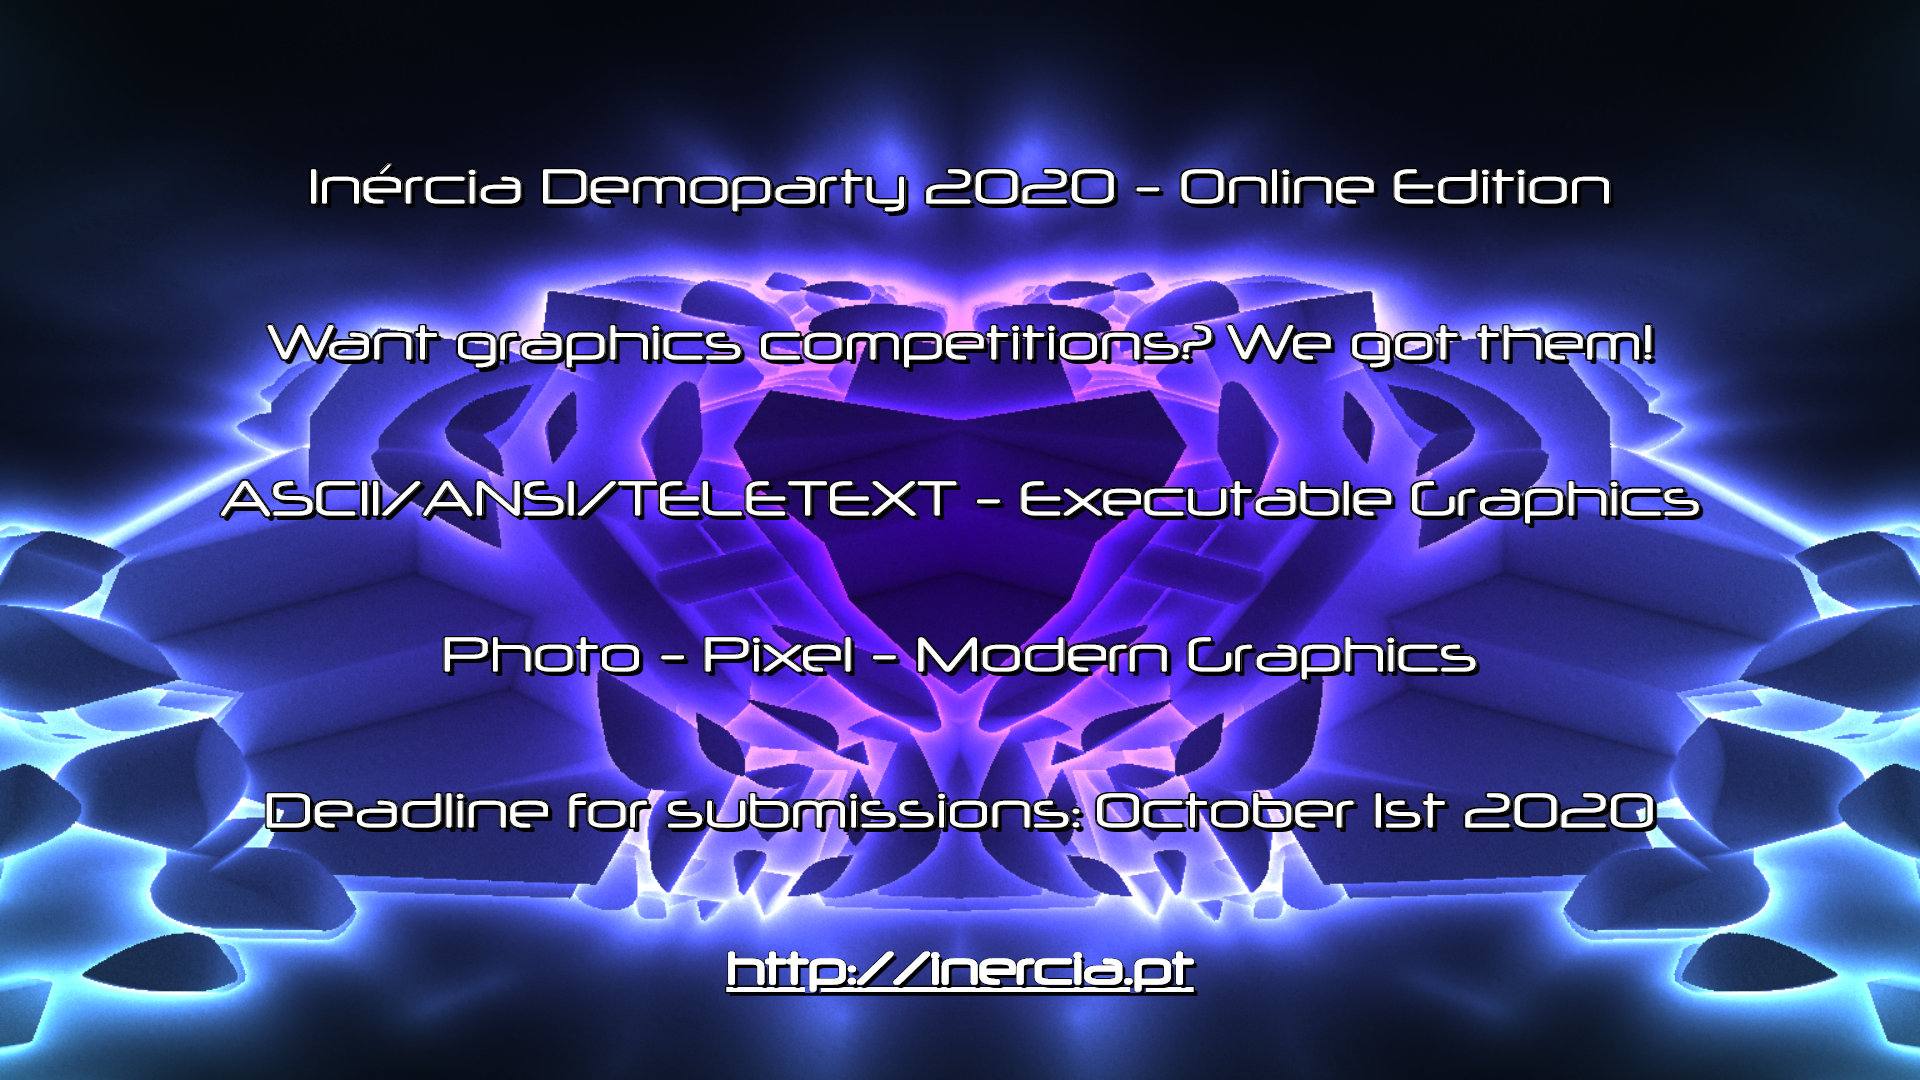 Inércia Demoparty 2020 - Online Edition
Want graphics competitions? We got them!
ASCII/ANSI/TELETEXT - Executable Graphics
Photo - Pixel - Modern Graphics
Deadline for submissions: October 1st 2020
http://inercia.pt